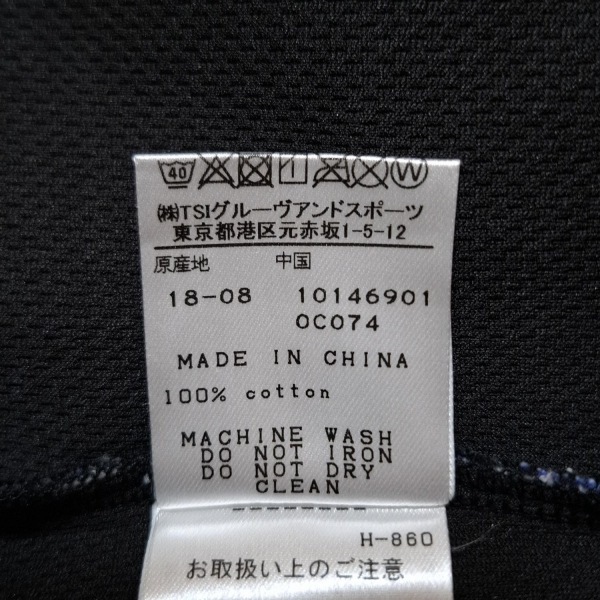 40 W
㈱TSIグルーヴアンドスポーツ
東京都港区元赤坂1-5-12
原産地 中国
18-08 10146901
0C074
MADE IN CHINA
100% cotton
MACHINE WASH
DO NOT IRON
DO NOT DRY
CLEAN
H-860
お取扱い上のご注意